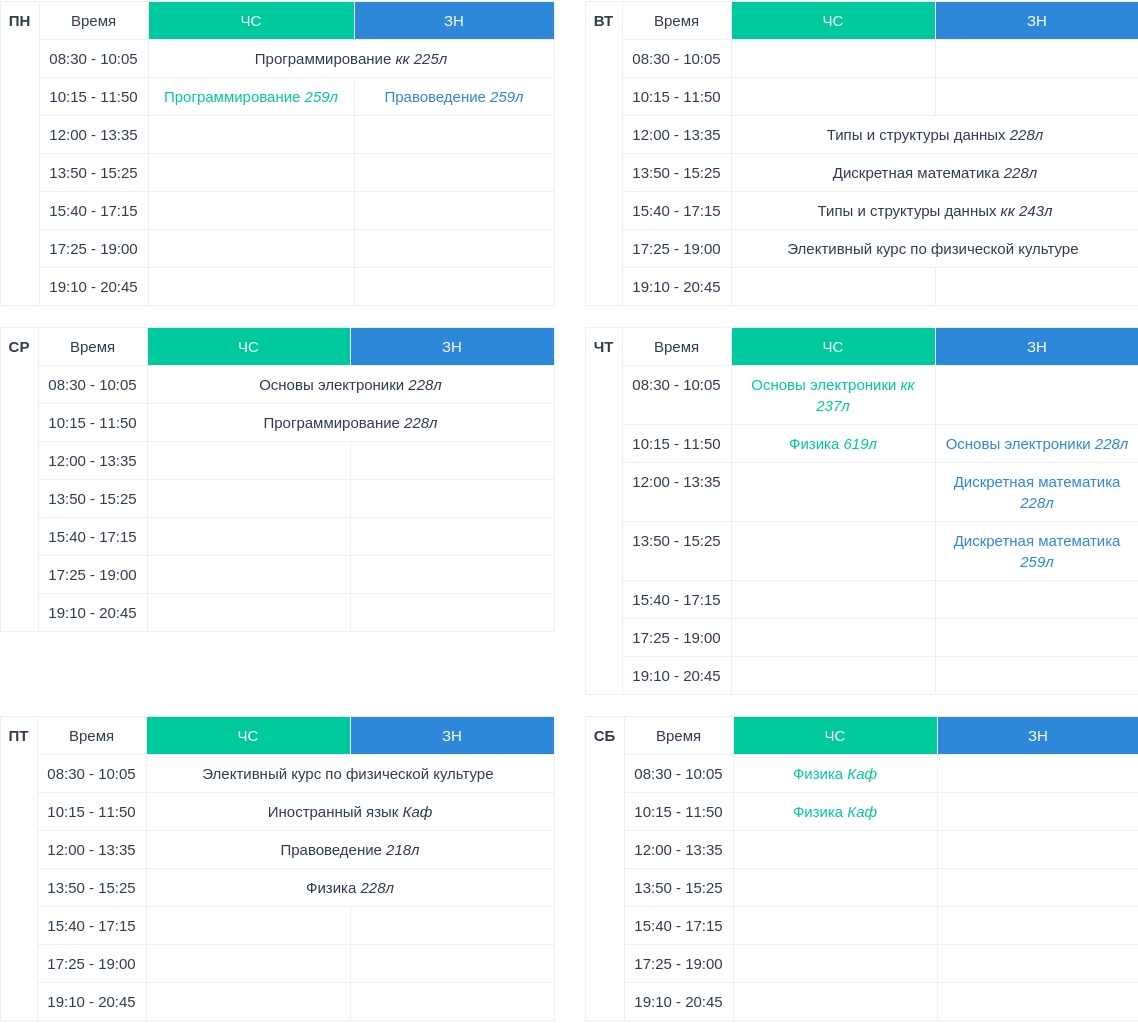 ПН Время ЧС ЗН
08:30 - 10:05 Программирование кк 225л
10:15 - 11:50 Программирование 259л Правоведение 259л
12:00 - 13:35
13:50 - 15:25
15:40 - 17:15
17:25 - 19:00
19:10 - 20:45
ВТ Время ЧС ЗН
08:30 - 10:05
10:15 - 11:50
12:00 - 13:35 Типы и структуры данных 228л
13:50 - 15:25 Дискретная математика 228л
15:40 - 17:15 Типы и структуры данных кк 243л
17:25 - 19:00 Элективный курс по физической культуре
19:10 - 20:45
СР Время ЧС ЗН
08:30 - 10:05 Основы электроники 228л
10:15 - 11:50 Программирование 228л
12:00 - 13:35
13:50 - 15:25
15:40 - 17:15
17:25 - 19:00
19:10 - 20:45
ЧТ Время ЧС ЗН
08:30 - 10:05 Основы электроники кк
237л
10:15 - 11:50 Физика 619л Основы электроники 228л
12:00 - 13:35 Дискретная математика
228л
13:50 - 15:25 Дискретная математика
259л
15:40 - 17:15
17:25 - 19:00
19:10 - 20:45
ПТ Время ЧС ЗН
08:30 - 10:05 Элективный курс по физической культуре
10:15 - 11:50 Иностранный язык Каф
12:00 - 13:35 Правоведение 218л
13:50 - 15:25 Физика 228л
15:40 - 17:15
17:25 - 19:00
19:10 - 20:45
СБ Время ЧС ЗН
08:30 - 10:05 Физика Каф
10:15 - 11:50 Физика Каф
12:00 - 13:35
13:50 - 15:25
15:40 - 17:15
17:25 - 19:00
19:10 - 20:45